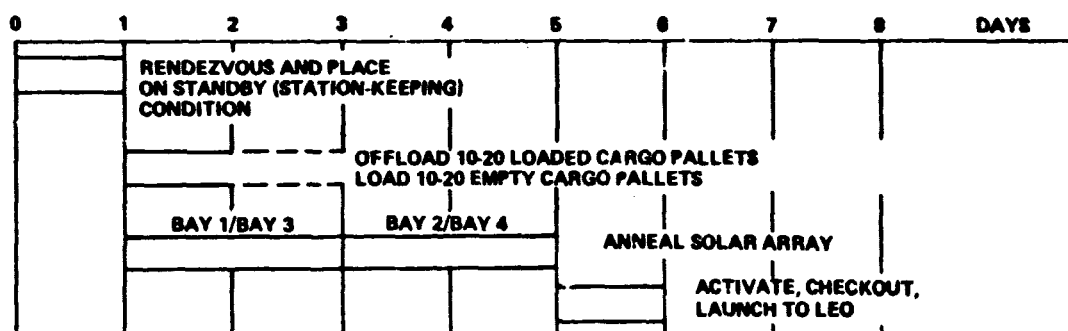 0 1 2 3 4 5 6 7 8 DAYS
RENDEZVOUS AND PLACE
ON STANDBY (STATION-KEEPING)
CONDITION
OFFLOAD 10-20 LOADED CARGO PALLETS
LOAD 10-20 EMPTY CARGO PALLETS
BAY 1/BAY 3 BAY 2/BAY 4
ANNEAL SOLAR ARRAY
ACTIVATE, CHECKOUT,
LAUNCH TO LEO